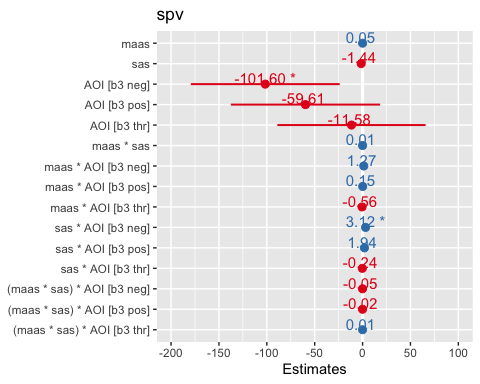 spv
maas 0.05
sas -1.44
AOI [b3 neg] -101.60 *
AOI [b3 pos] -59.61
AOI [b3 thr] -11.58
maas * sas 0.01
maas * AOI [b3 neg] 1.27
maas * AOI [b3 pos] 0.15
maas * AOI [b3 thr] -0.56
sas * AOI [b3 neg] 3.12 *
sas * AOI [b3 pos] 1.94
sas * AOI [b3 thr] -0.24
(maas * sas) * AOI [b3 neg] -0.05
(maas * sas) * AOI [b3 pos] -0.02
(maas * sas) * AOI [b3 thr] 0.01
-200 -150 -100 -50 0 50 100
Estimates